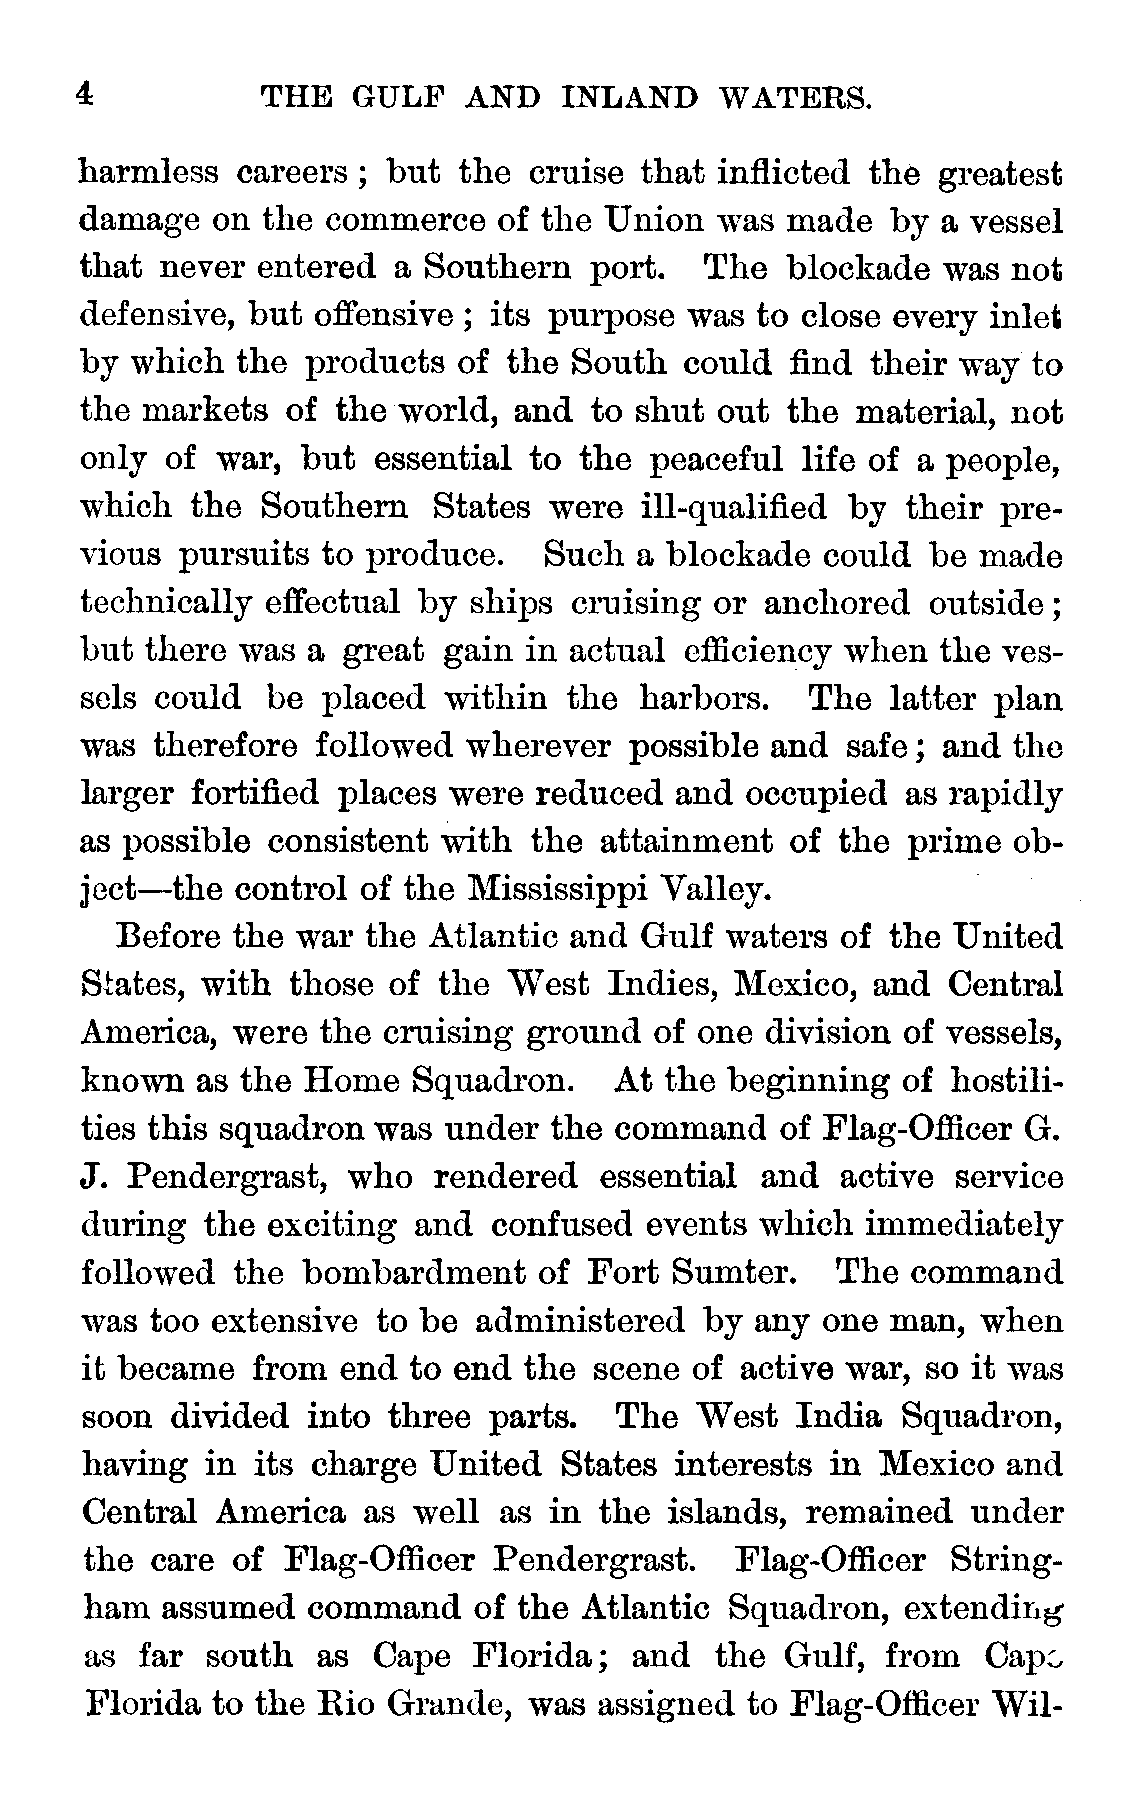 4 THE GULF AND INLAND WATERS.
harmless careers ; but the cruise that inflicted the greatest
damage on the commerce of the Union was made by a vessel
that never entered a Southern port. The blockade was not
defensive, but offensive ; its purpose was to close every inlet
by which the products of the South could find their way to
the markets of the world, and to shut out the material, not
only of war, but essential to the peaceful life of a people,
which the Southern States were ill-qualified by their pre-
vious pursuits to produce. Such a blockade could be made
technically effectual by ships cruising or anchored outside ;
but there was a great gain in actual efficiency when the ves-
sels could be placed within the harbors. The latter plan
was therefore followed wherever possible and safe ; and the
larger fortified places were reduced and occupied as rapidly
as possible consistent with the attainment of the prime ob-
ject—the control of the Mississippi Valley.
Before the war the Atlantic and Gulf waters of the United
States, with those of the West Indies, Mexico, and Central
America, were the cruising ground of one division of vessels,
known as the Home Squadron. At the beginning of hostili-
ties this squadron was under the command of Flag-Officer G.
J. Pendergrast, who rendered essential and active service
during the exciting and confused events which immediately
followed the bombardment of Fort Sumter. The command
was too extensive to be administered by any one man, when
it became from end to end the scene of active war, so it was
soon divided into three parts. The West India Squadron,
having in its charge United States interests in Mexico and
Central America as well as in the islands, remained under
the care of Flag-Officer Pendergrast. Flag-Officer String-
ham assumed command of the Atlantic Squadron, extending
as far south as Cape Florida; and the Gulf, from Cape
Florida to the Rio Grande, was assigned to Flag-Officer Wil-